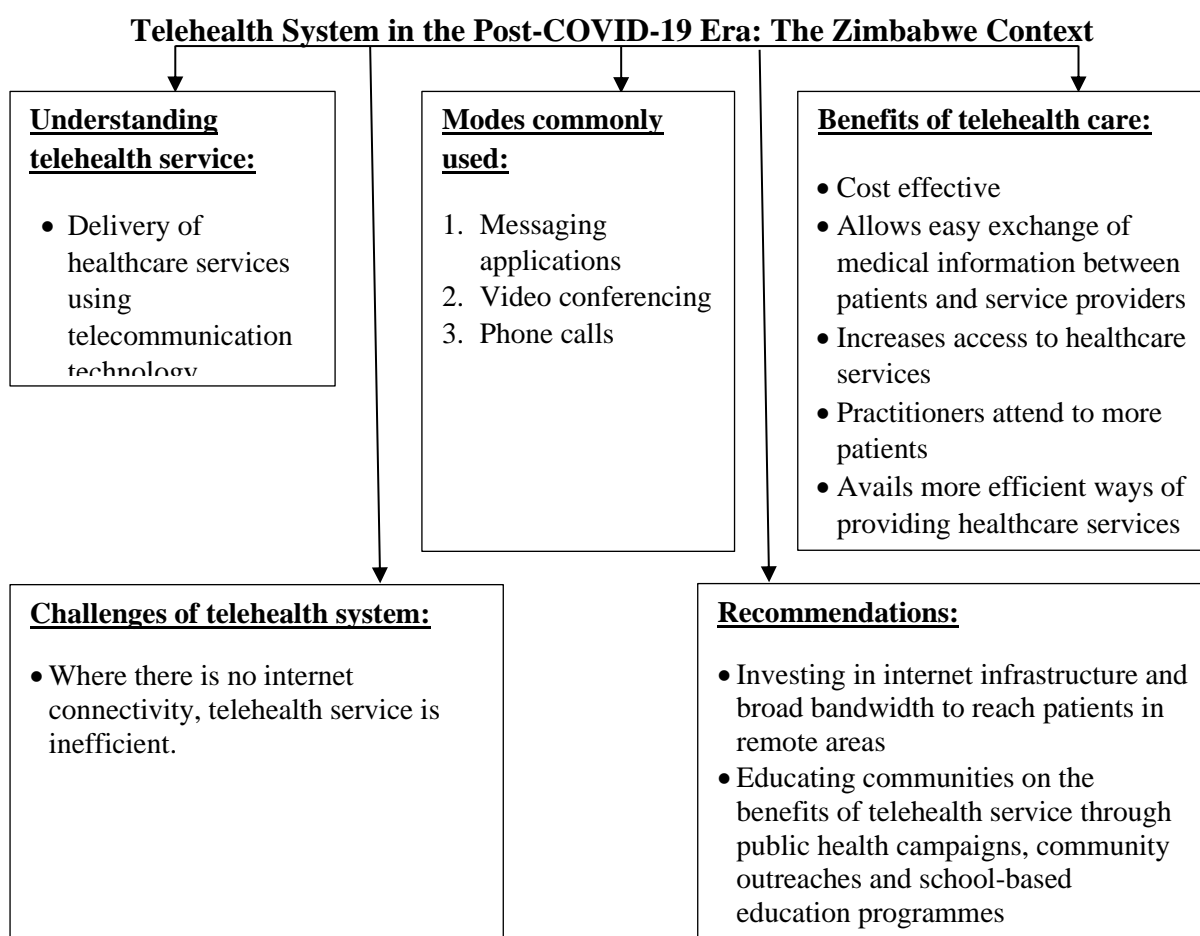 Telehealth System in the Post-COVID-19 Era: The Zimbabwe Context
Understanding
telehealth service:
• Delivery of
healthcare services
using
telecommunication
technology
Modes commonly
used:
1. Messaging
applications
2. Video conferencing
3. Phone calls
Benefits of telehealth care:
• Cost effective
• Allows easy exchange of
medical information between
patients and service providers
• Increases access to healthcare
services
• Practitioners attend to more
patients
• Avails more efficient ways of
providing healthcare services
Challenges of telehealth system:
• Where there is no internet
connectivity, telehealth service is
inefficient.
Recommendations:
• Investing in internet infrastructure and
broad bandwidth to reach patients in
remote areas
• Educating communities on the
benefits of telehealth service through
public health campaigns, community
outreaches and school-based
education programmes